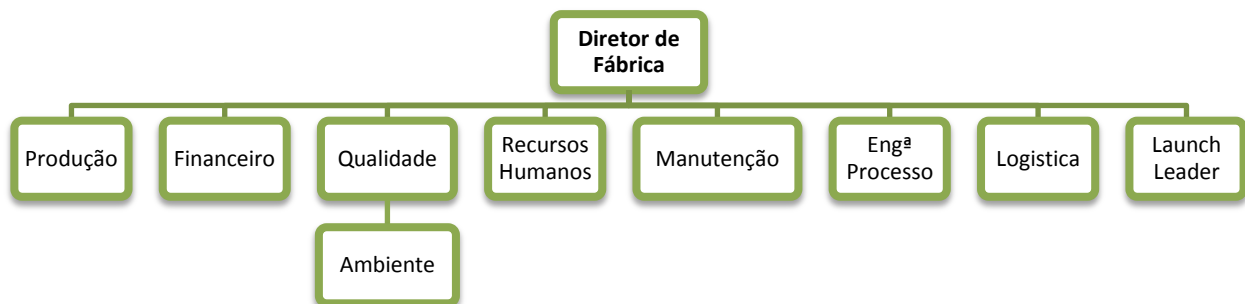 Diretor de
Fábrica
Produção
Financeiro
Qualidade
Recursos
Humanos
Manutenção
Engª
Processo
Logistica
Launch
Leader
Ambiente